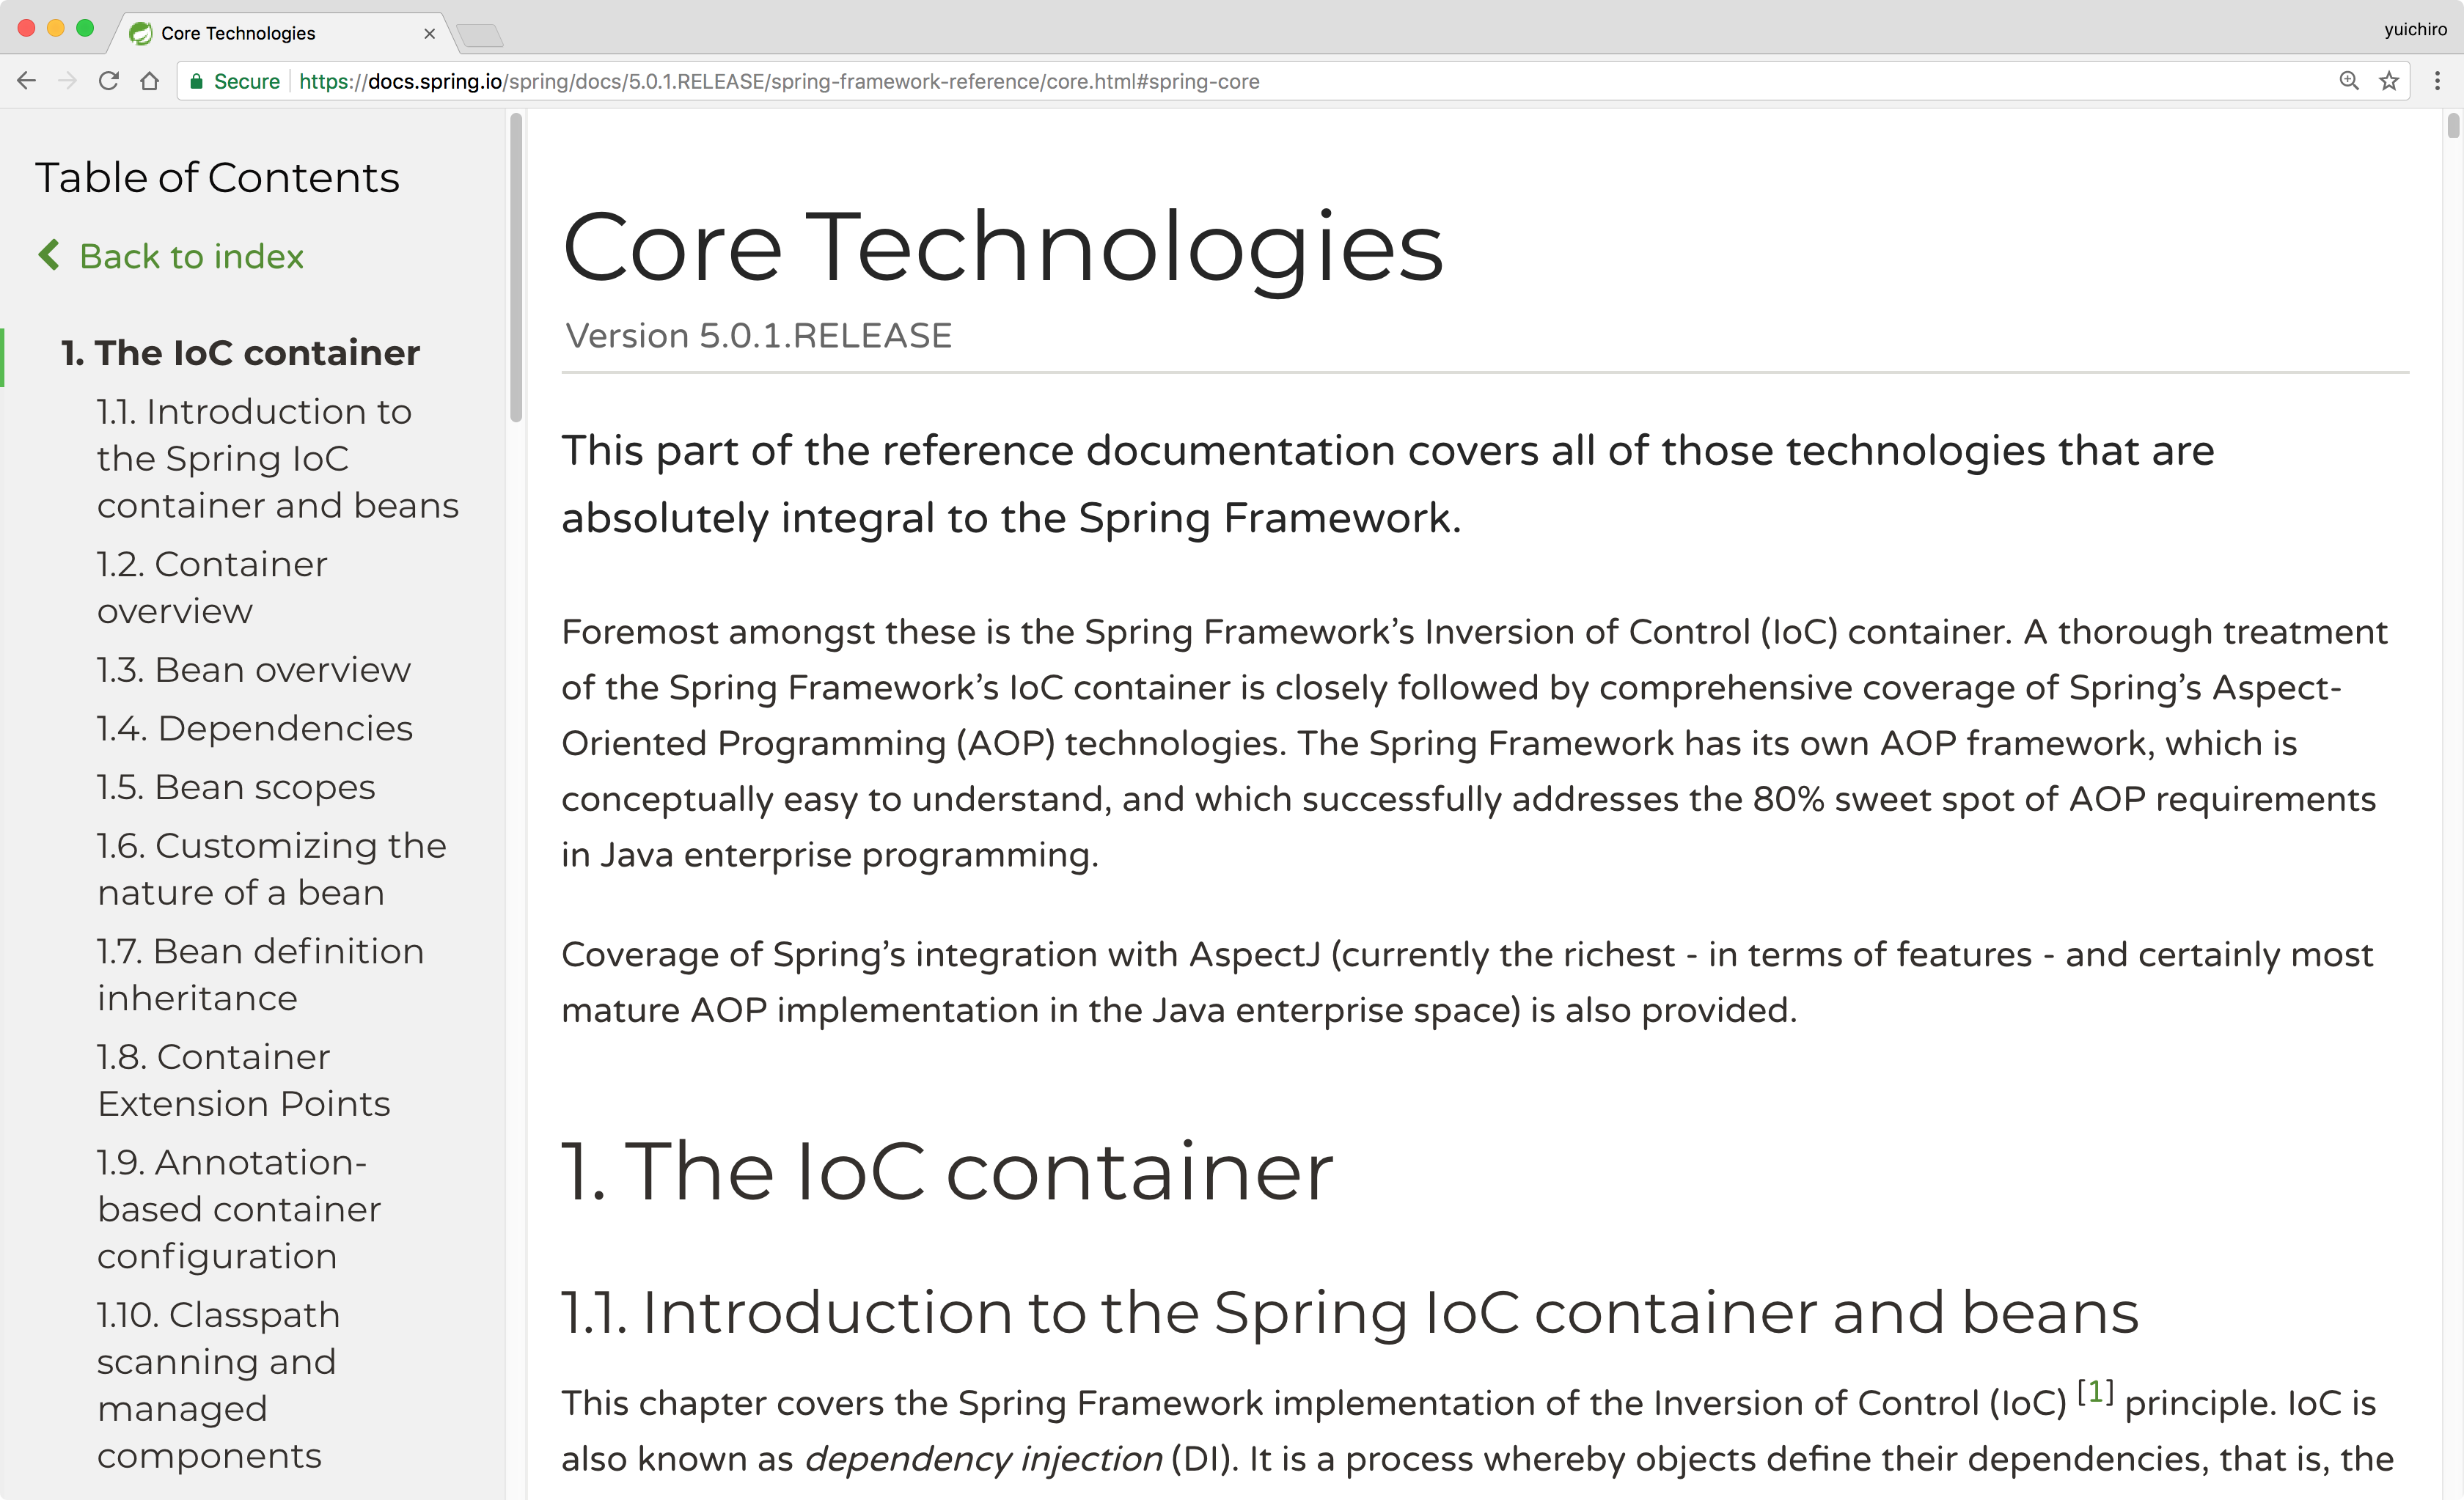 Core Technologies
yuichiro
Secure https://docs.spring.io/spring/docs/5.0.1.RELEASE/spring-framework-reference/core.html#spring-core
Table of Contents
Back to index
1. The IoC container
1.1. Introduction to
the Spring IoC
container and beans
1.2. Container
overview
1.3. Bean overview
1.4. Dependencies
1.5. Bean scopes
1.6. Customizing the
nature of a bean
1.7. Bean definition
inheritance
1.8. Container
Extension Points
1.9. Annotation-
based container
configuration
1.10. Classpath
scanning and
managed
components
Core Technologies
Version 5.0.1.RELEASE
This part of the reference documentation covers all of those technologies that are
absolutely integral to the Spring Framework.
Foremost amongst these is the Spring Framework’s Inversion of Control (IoC) container. A thorough treatment
of the Spring Framework’s IoC container is closely followed by comprehensive coverage of Spring’s Aspect-
Oriented Programming (AOP) technologies. The Spring Framework has its own AOP framework, which is
conceptually easy to understand, and which successfully addresses the 80% sweet spot of AOP requirements
in Java enterprise programming.
Coverage of Spring’s integration with AspectJ (currently the richest - in terms of features - and certainly most
mature AOP implementation in the Java enterprise space) is also provided.
1. The IoC container
1.1. Introduction to the Spring IoC container and beans
This chapter covers the Spring Framework implementation of the Inversion of Control (IoC) [1] principle. IoC is
also known as dependency injection (DI). It is a process whereby objects define their dependencies, that is, the